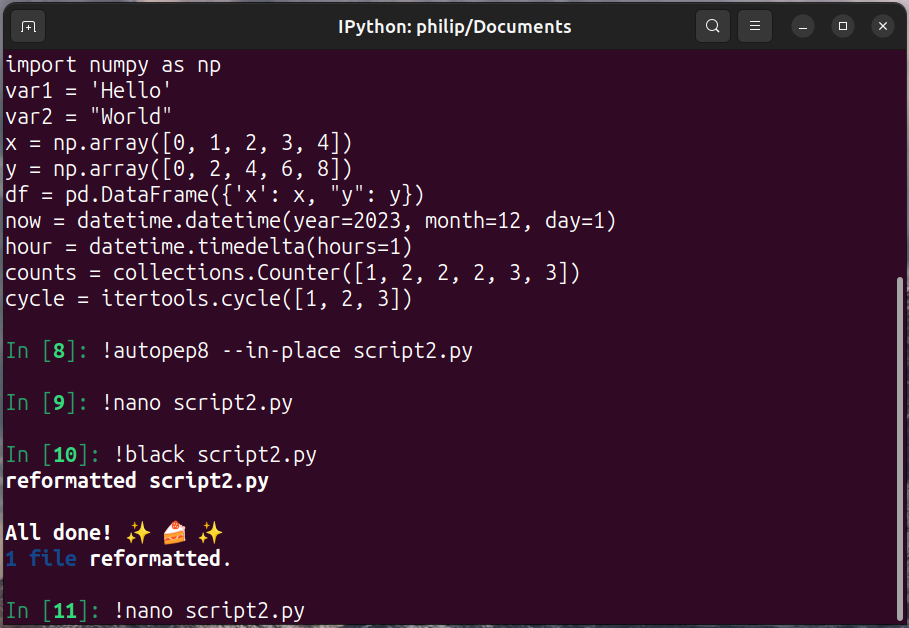 IPython: philip/Documents
import numpy as np
var1 = 'Hello'
var2 = "World"
x = np.array([0, 1, 2, 3, 4])
y = np.array([0, 2, 4, 6, 8])
df = pd.DataFrame({'x': x, "y": y})
now = datetime.datetime(year=2023, month=12, day=1)
hour = datetime.timedelta(hours=1)
counts = collections.Counter([1, 2, 2, 2, 3, 3])
cycle = itertools.cycle([1, 2, 3])
In [8]: !autopep8 --in-place script2.py
In [9]: !nano script2.py
In [10]: !black script2.py
reformatted script2.py
All done! ✨ 🍰 ✨
1 file reformatted.
In [11]: !nano script2.py